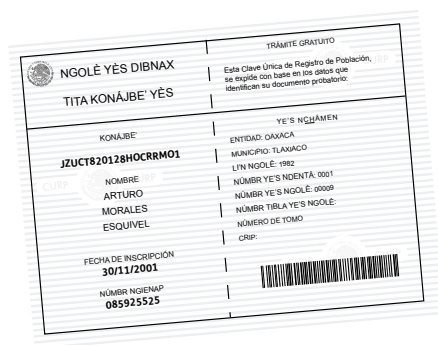 NGOLÈ YÈS DIBNAX
TITA KONÁJBE' YÈS
TRÁMITE GRATUITO
Esta Clave Única de Registro de Población,
se expide con base en los datos que
identifican su documento probatorio:
KONÁJBE'
JZUCT820128HOCRRMO1
NOMBRE
ARTURO
MORALES
ESQUIVEL
FECHA DE INSCRIPCIÓN
30/11/2001
NÚMBR NGIENAP
085925525
YE'S NCHÁMEN
ENTIDAD: OAXACA
MUNICIPIO: TLAXIACO
LI'N NGOLÈ: 1982
NÚMBR YE'S NDENTÁ: 0001
NÚMBR YE'S NGOLÈ: 00009
NÚMBR TIBLA YE'S NGOLÈ:
NÚMERO DE TOMO
CRIP:
CURP
CURP